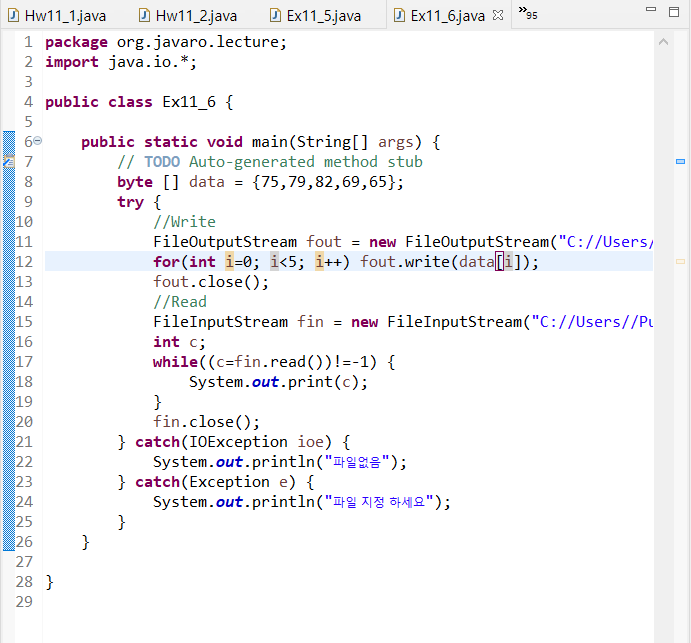 Hw11_1.java Hw11_2.java Ex11_5.java Ex11_6.java »95
1 package org.javaro.lecture;
2 import java.io.*;
3
4 public class Ex11_6 {
5
6 public static void main(String[] args) {
7 // TODO Auto-generated method stub
8 byte [] data = {75,79,82,69,65};
9 try {
10 //Write
11 FileOutputStream fout = new FileOutputStream("C://Users/
12 for(int i=0; i<5; i++) fout.write(data[i]);
13 fout.close();
14 //Read
15 FileInputStream fin = new FileInputStream("C://Users//Pu
16 int c;
17 while((c=fin.read())!=-1) {
18 System.out.print(c);
19 }
20 fin.close();
21 } catch(IOException ioe) {
22 System.out.println("파일없음");
23 } catch(Exception e) {
24 System.out.println("파일 지정 하세요");
25 }
26 }
27
28 }
29